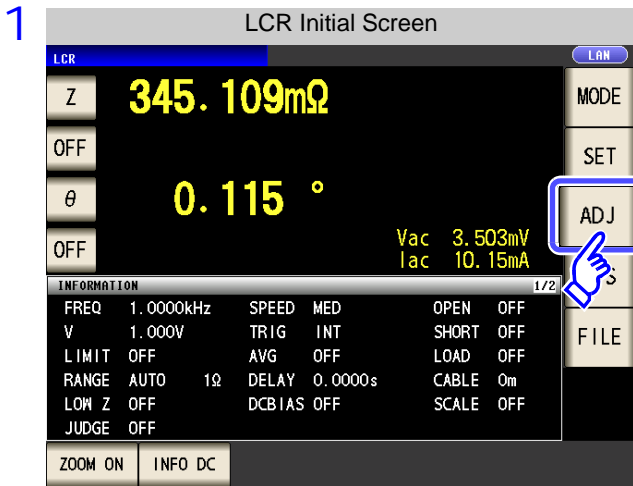 1
LCR Initial Screen
LCR
LAN
Z 345.109mΩ
MODE
OFF
SET
θ 0.115 °
ADJ
OFF
Vac 3.503mV
Iac 10.15mA
S
INFORMATION 1/2
FREQ 1.0000kHz SPEED MED OPEN OFF
V 1.000V TRIG INT SHORT OFF
FILE
LIMIT OFF AVG OFF LOAD OFF
RANGE AUTO 1Ω DELAY 0.0000s CABLE 0m
LOW Z OFF DCBIAS OFF SCALE OFF
JUDGE OFF
ZOOM ON INFO DC